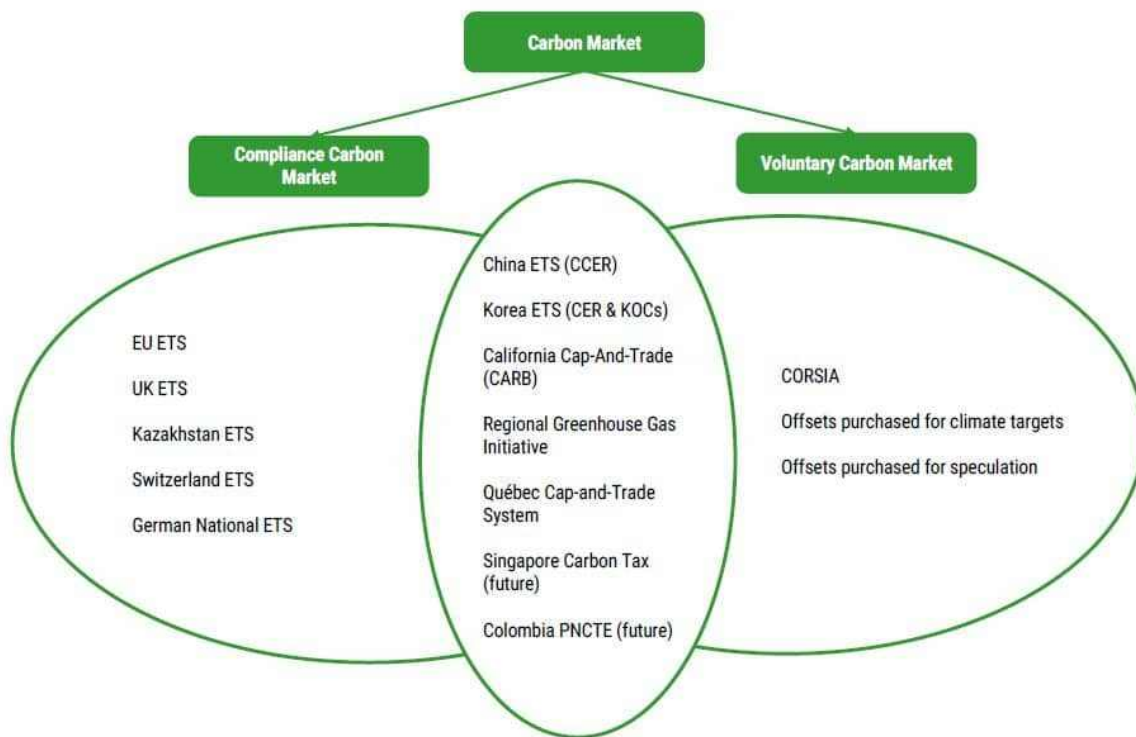 Carbon Market
Compliance Carbon
Market
Voluntary Carbon Market
EU ETS
UK ETS
Kazakhstan ETS
Switzerland ETS
German National ETS
China ETS (CCER)
Korea ETS (CER & KOCs)
California Cap-And-Trade
(CARB)
Regional Greenhouse Gas
Initiative
Québec Cap-and-Trade
System
Singapore Carbon Tax
(future)
Colombia PNCTE (future)
CORSIA
Offsets purchased for climate targets
Offsets purchased for speculation